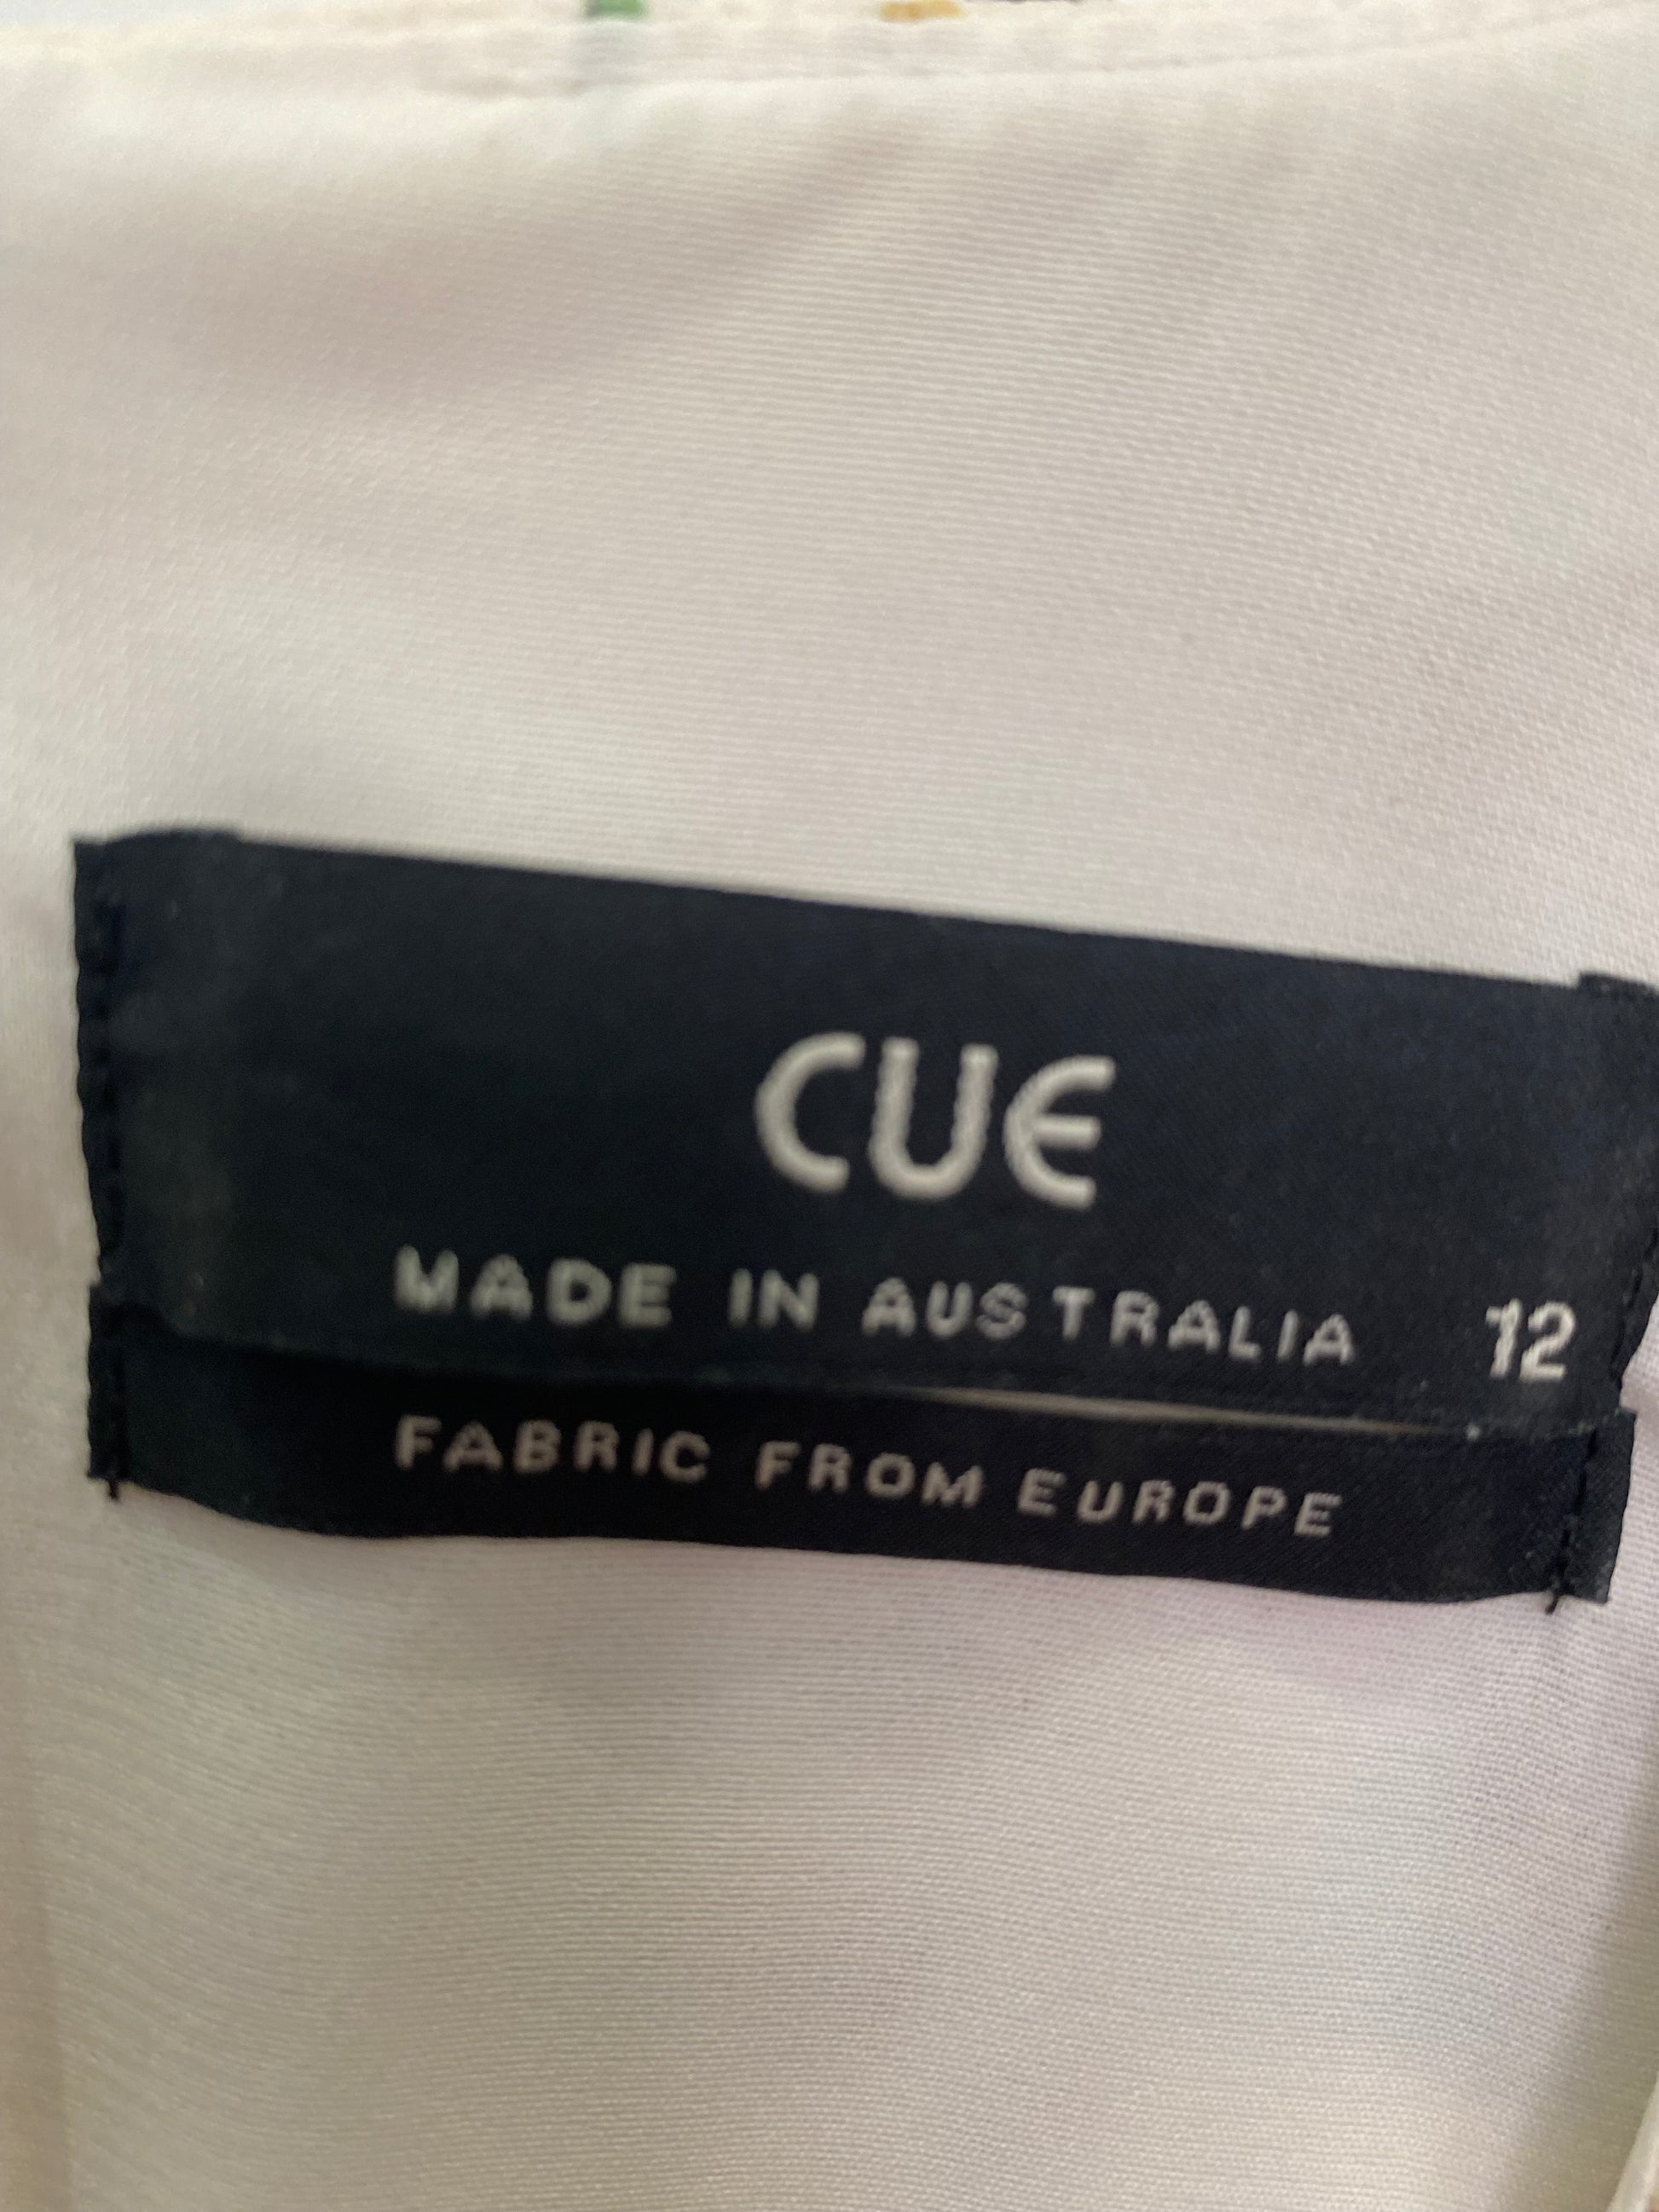 CUE
MADE IN AUSTRALIA 12
FABRIC FROM EUROPE